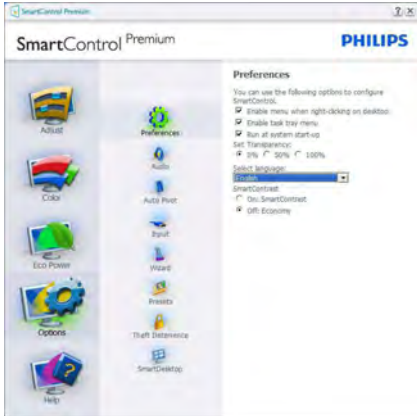 SmartControl Premium
SmartControl Premium
PHILIPS
Adjust
Color
Eco Power
Options
Help
Preferences
Audio
Auto Pivot
Input
Wizard
Presets
Theft Deterrence
SmartDesktop
Preferences
You can use the following options to configure
SmartControl.
Enable menu when right-clicking on desktop
Enable task tray menu
Run at system start-up
Set Transparency:
0% 50% 100%
Select language:
English
SmartContrast
On: SmartContrast
Off: Economy